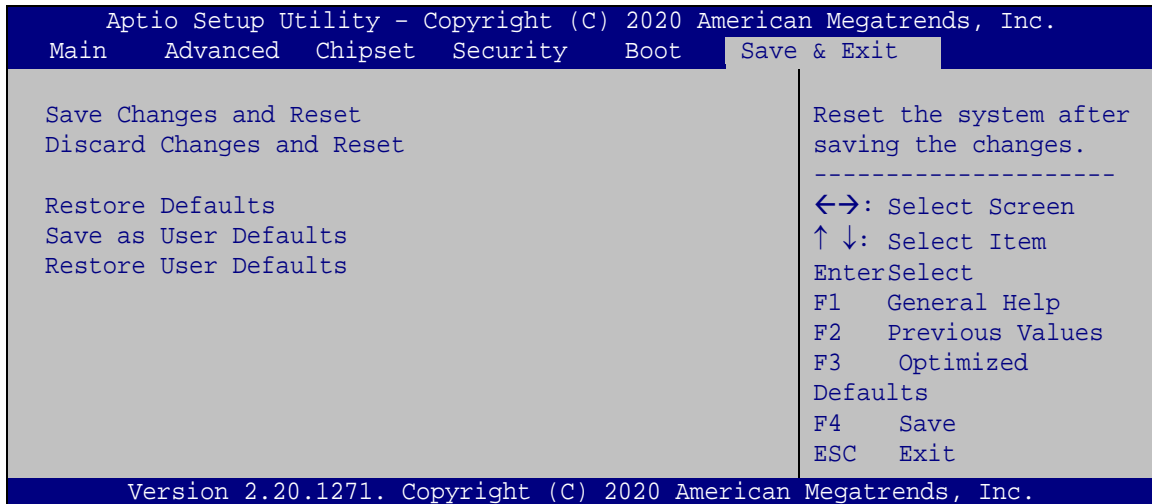 Aptio Setup Utility – Copyright (C) 2020 American Megatrends, Inc.
Main Advanced Chipset Security Boot Save & Exit
Save Changes and Reset
Discard Changes and Reset
Restore Defaults
Save as User Defaults
Restore User Defaults
Reset the system after
saving the changes.
---------------------
←→: Select Screen
↑ ↓: Select Item
EnterSelect
F1 General Help
F2 Previous Values
F3 Optimized
Defaults
F4 Save
ESC Exit
Version 2.20.1271. Copyright (C) 2020 American Megatrends, Inc.